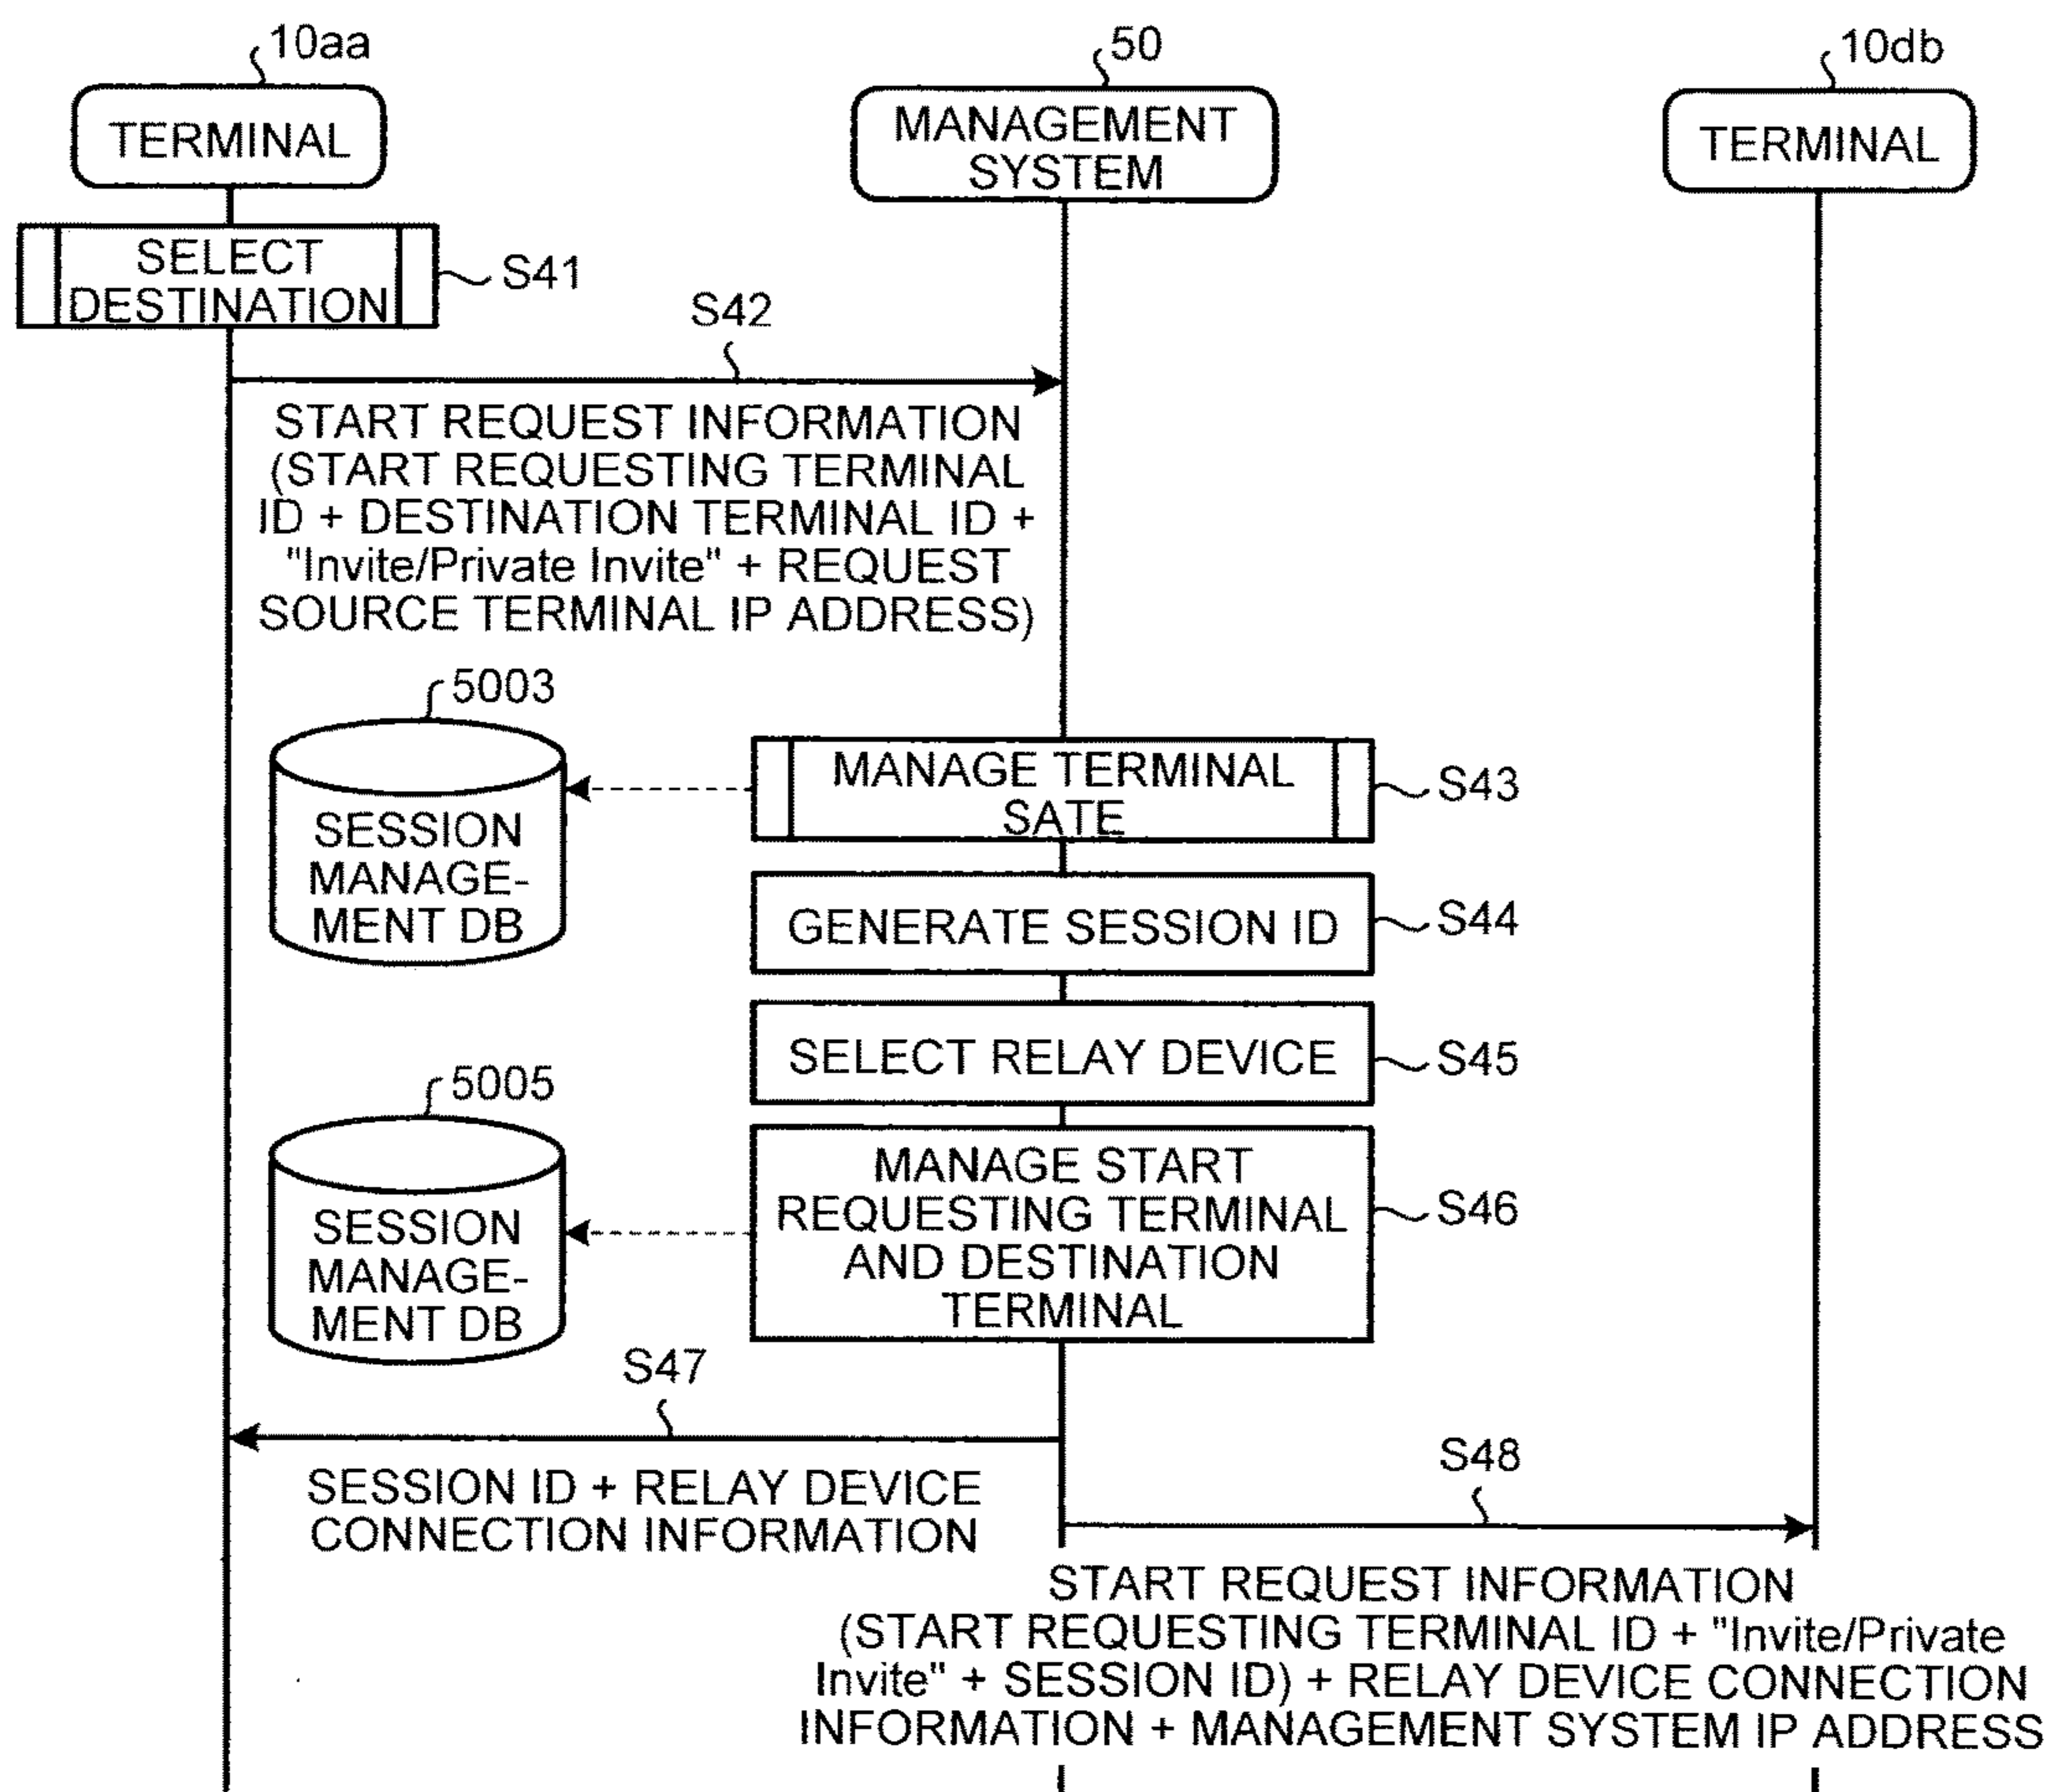 10aa
50
10db
TERMINAL
MANAGEMENT
SYSTEM
TERMINAL
SELECT
DESTINATION
S41
S42
START REQUEST INFORMATION
(START REQUESTING TERMINAL
ID + DESTINATION TERMINAL ID +
"Invite/Private Invite" + REQUEST
SOURCE TERMINAL IP ADDRESS)
5003
SESSION
MANAGE-
MENT DB
MANAGE TERMINAL
SATE
S43
GENERATE SESSION ID
S44
SELECT RELAY DEVICE
S45
5005
SESSION
MANAGE-
MENT DB
MANAGE START
REQUESTING TERMINAL
AND DESTINATION
TERMINAL
S46
S47
SESSION ID + RELAY DEVICE
CONNECTION INFORMATION
S48
START REQUEST INFORMATION
(START REQUESTING TERMINAL ID + "Invite/Private
Invite" + SESSION ID) + RELAY DEVICE CONNECTION
INFORMATION + MANAGEMENT SYSTEM IP ADDRESS